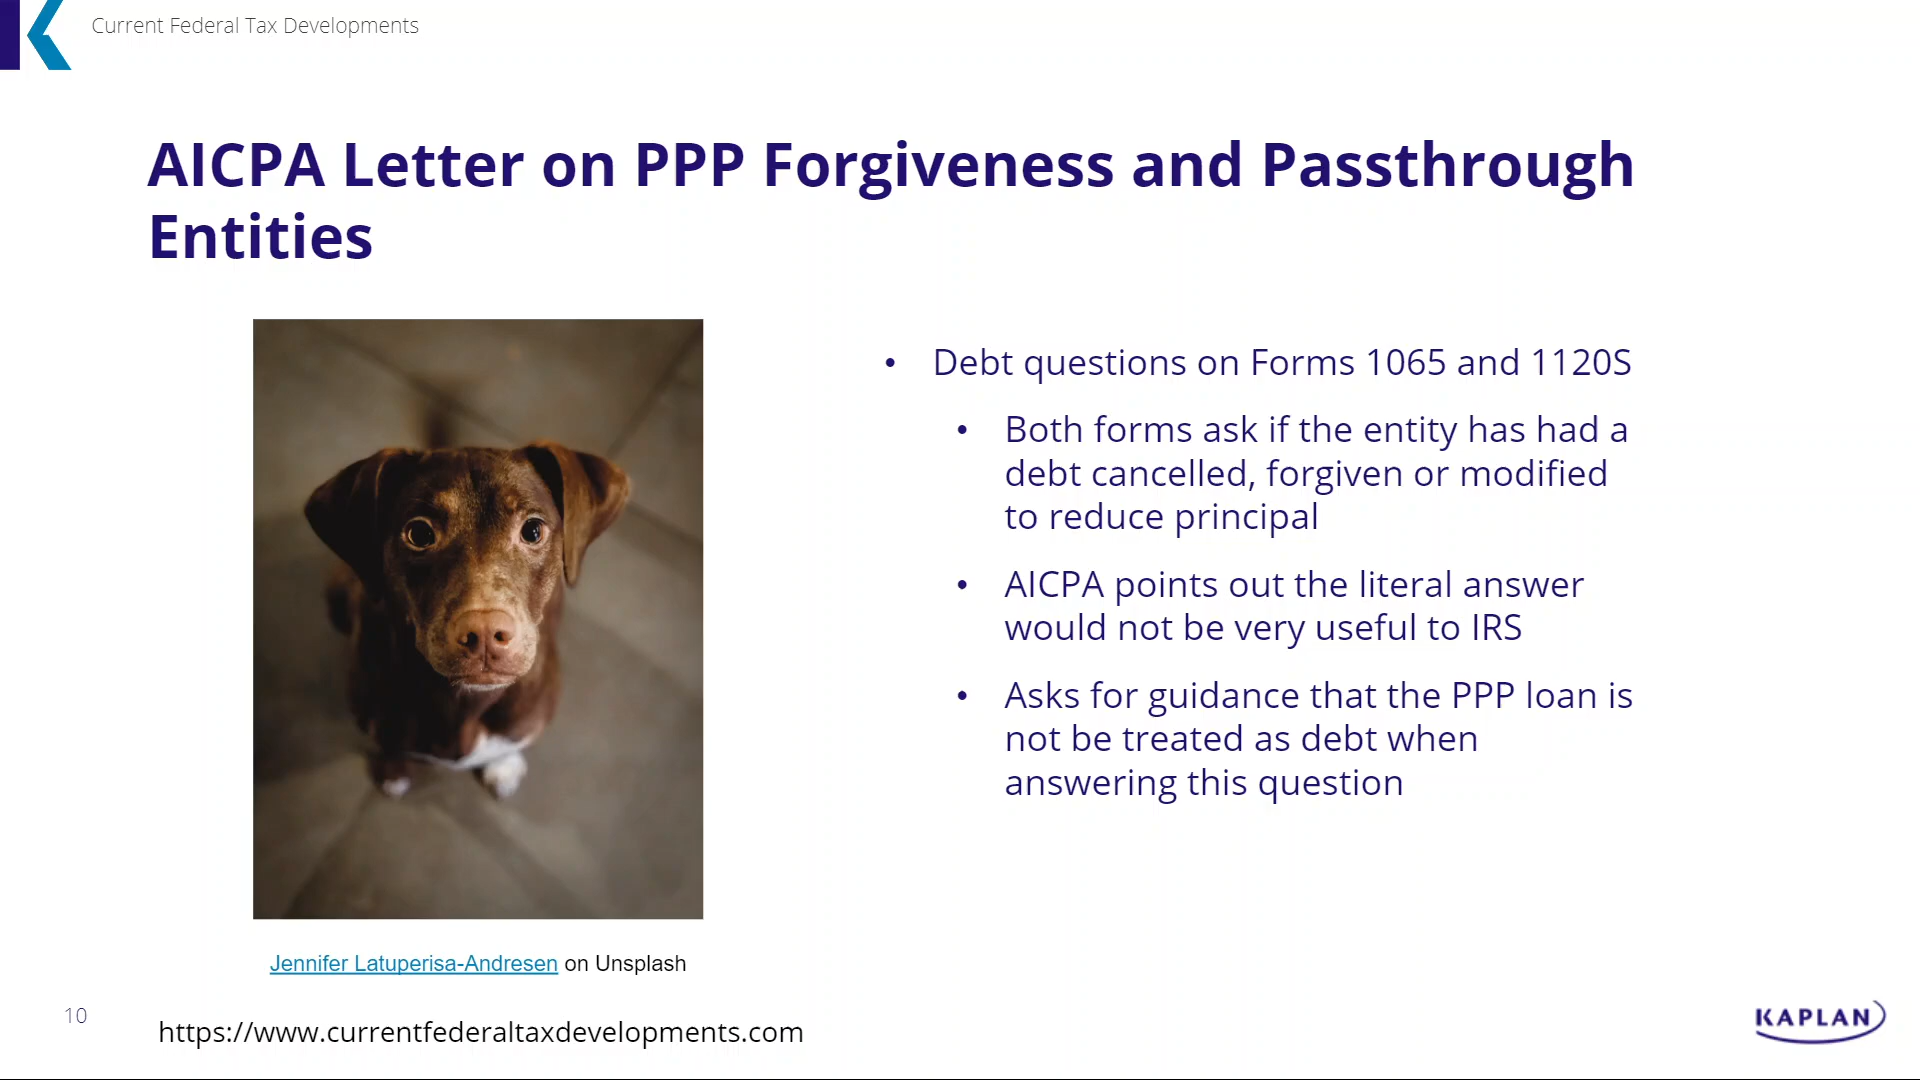 Current Federal Tax Developments
AICPA Letter on PPP Forgiveness and Passthrough
Entities
• Debt questions on Forms 1065 and 1120S
• Both forms ask if the entity has had a
debt cancelled, forgiven or modified
to reduce principal
• AICPA points out the literal answer
would not be very useful to IRS
• Asks for guidance that the PPP loan is
not be treated as debt when
answering this question
Jennifer Latuperisa-Andresen on Unsplash
10
https://www.currentfederaltaxdevelopments.com
KAPLAN